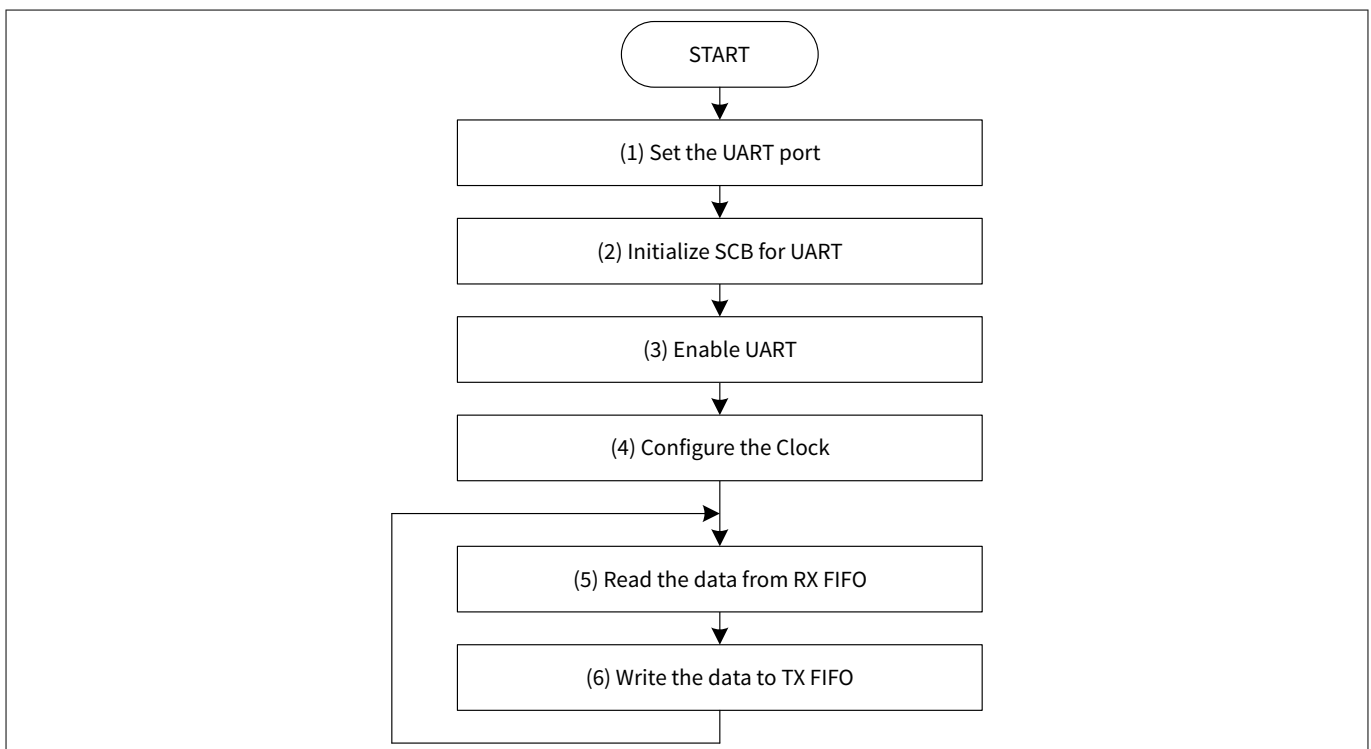 START
(1) Set the UART port
(2) Initialize SCB for UART
(3) Enable UART
(4) Configure the Clock
(5) Read the data from RX FIFO
(6) Write the data to TX FIFO